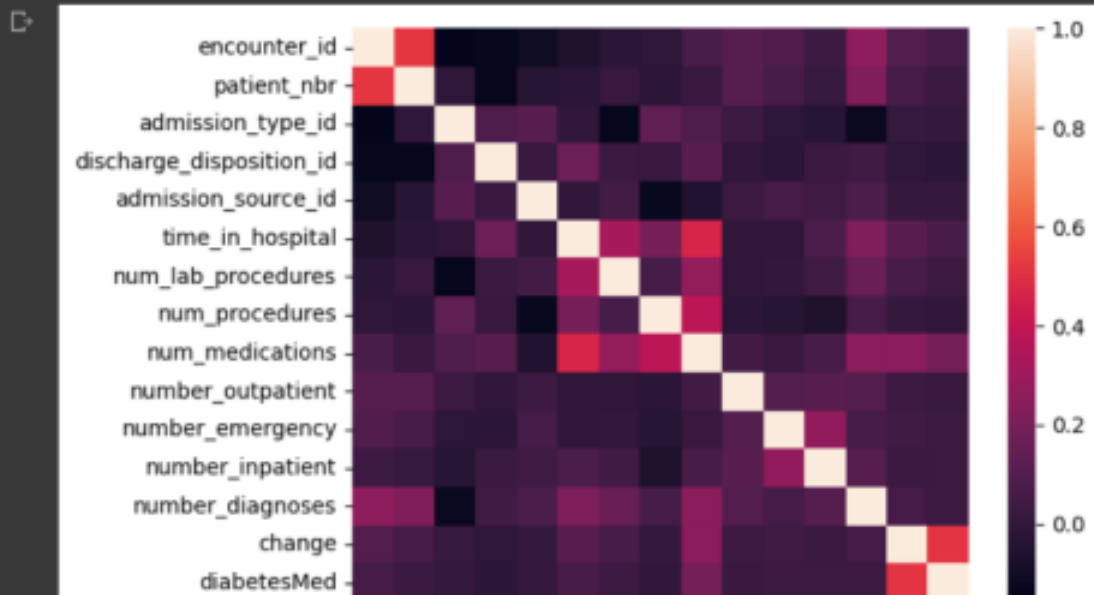 encounter_id
patient_nbr
admission_type_id
discharge_disposition_id
admission_source_id
time_in_hospital
num_lab_procedures
num_procedures
num_medications
number_outpatient
number_emergency
number_inpatient
number_diagnoses
change
diabetesMed
1.0
0.8
0.6
0.4
0.2
0.0